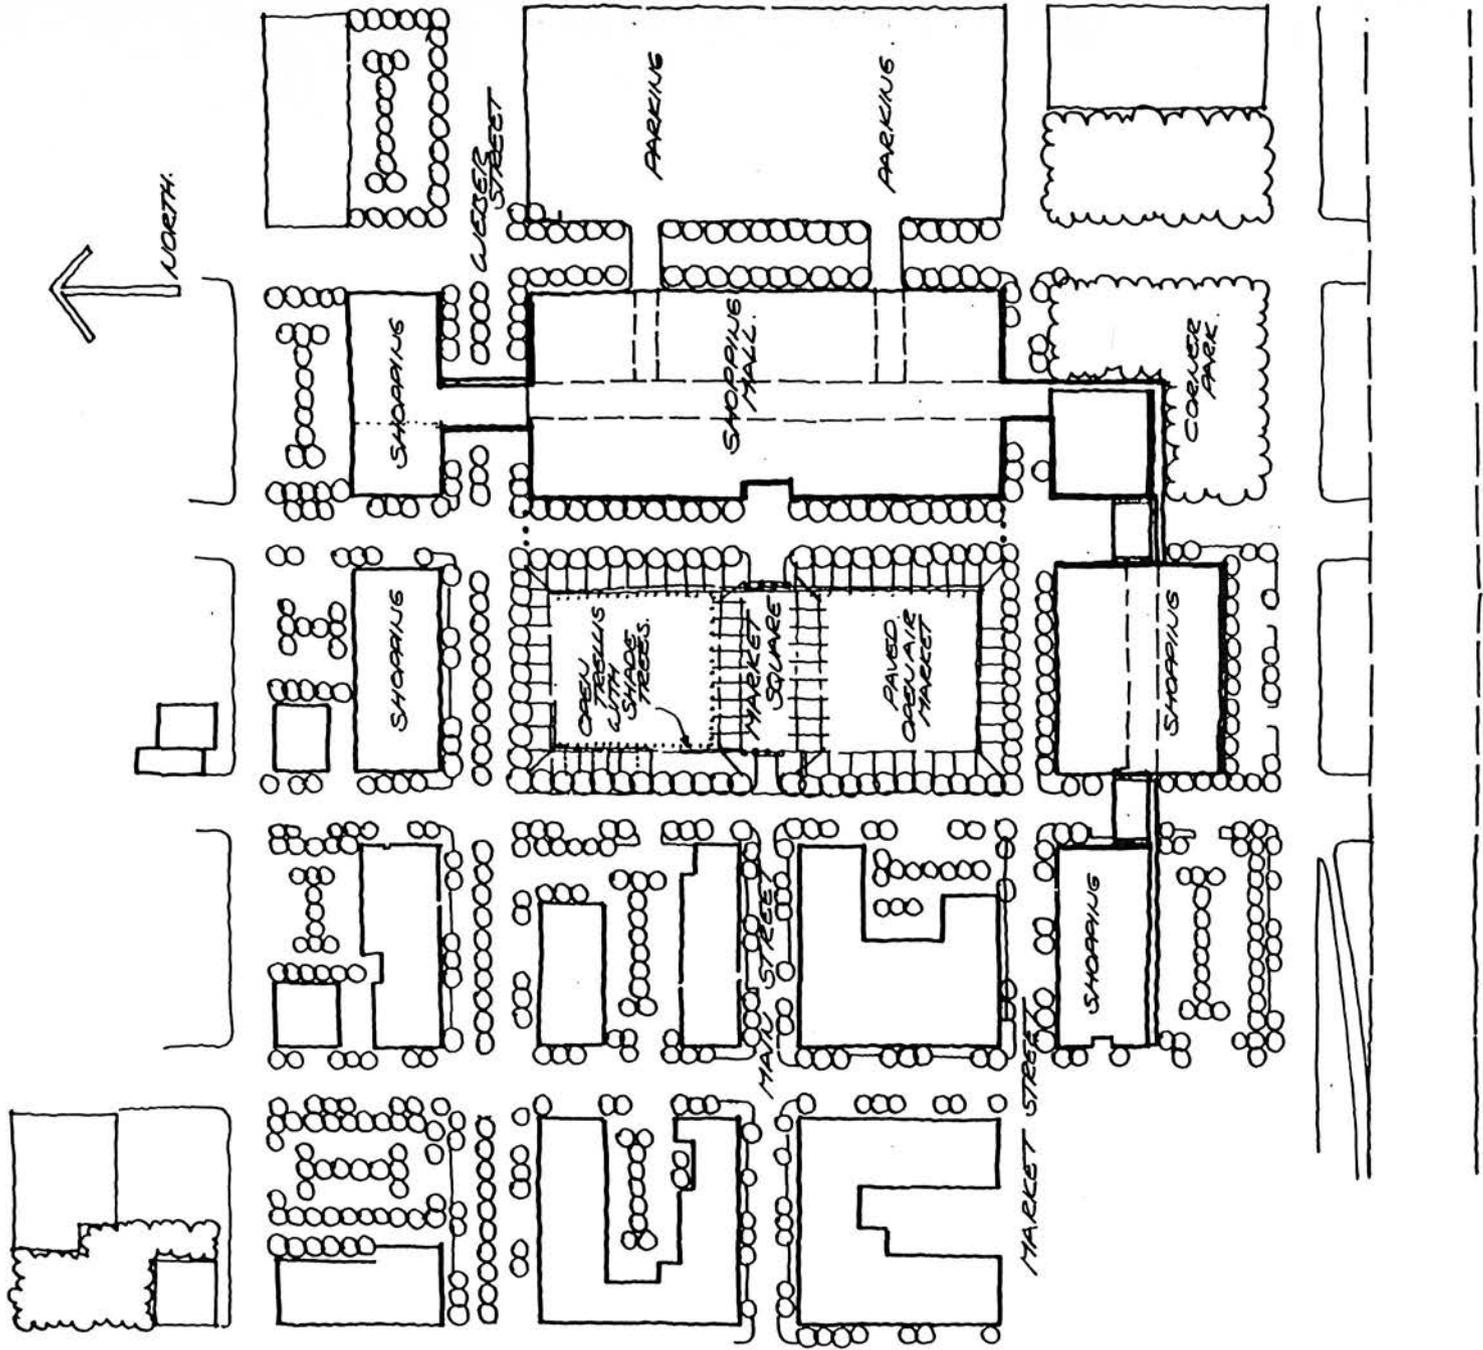 NORTH.
WEBER
STREET
PARKING
PARKING.
SHOPPING
SHOPPING
MALL.
CORNER
PARK.
SHOPPING
OPEN
TRELLIS
WITH
SHADE
TREES.
MARKET
SQUARE
PAVED
OPEN AIR
MARKET
SHOPPING
MAIN STREET
SHOPPING
MARKET STREET